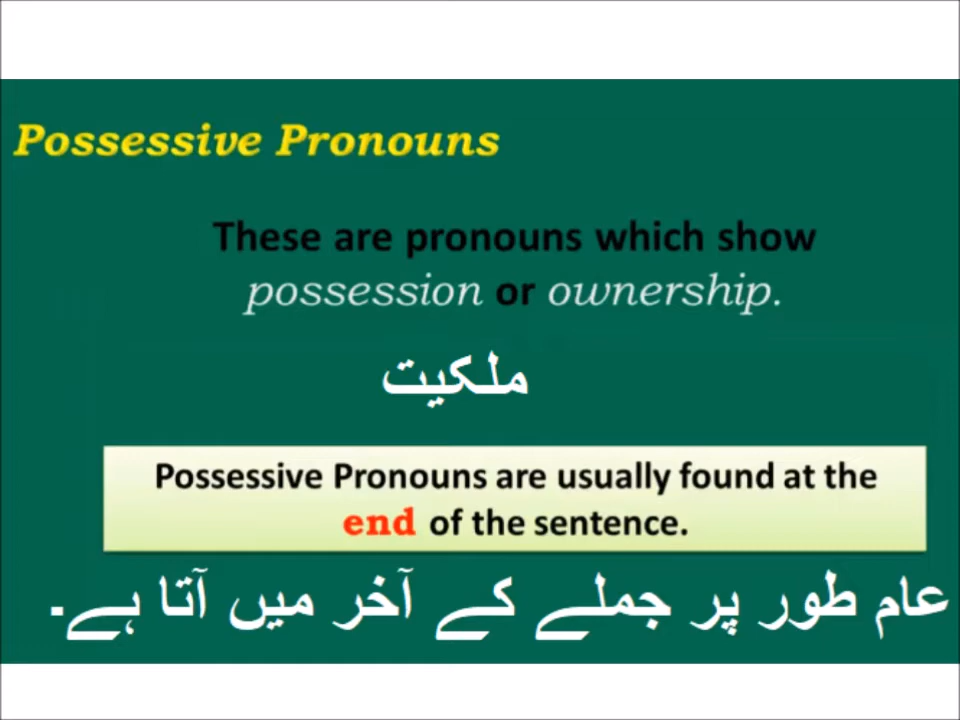 Possessive Pronouns
These are pronouns which show
possession or ownership.
ملکیت
Possessive Pronouns are usually found at the
end of the sentence.
عام طور پر جملے کے آخر میں آتا ہے۔